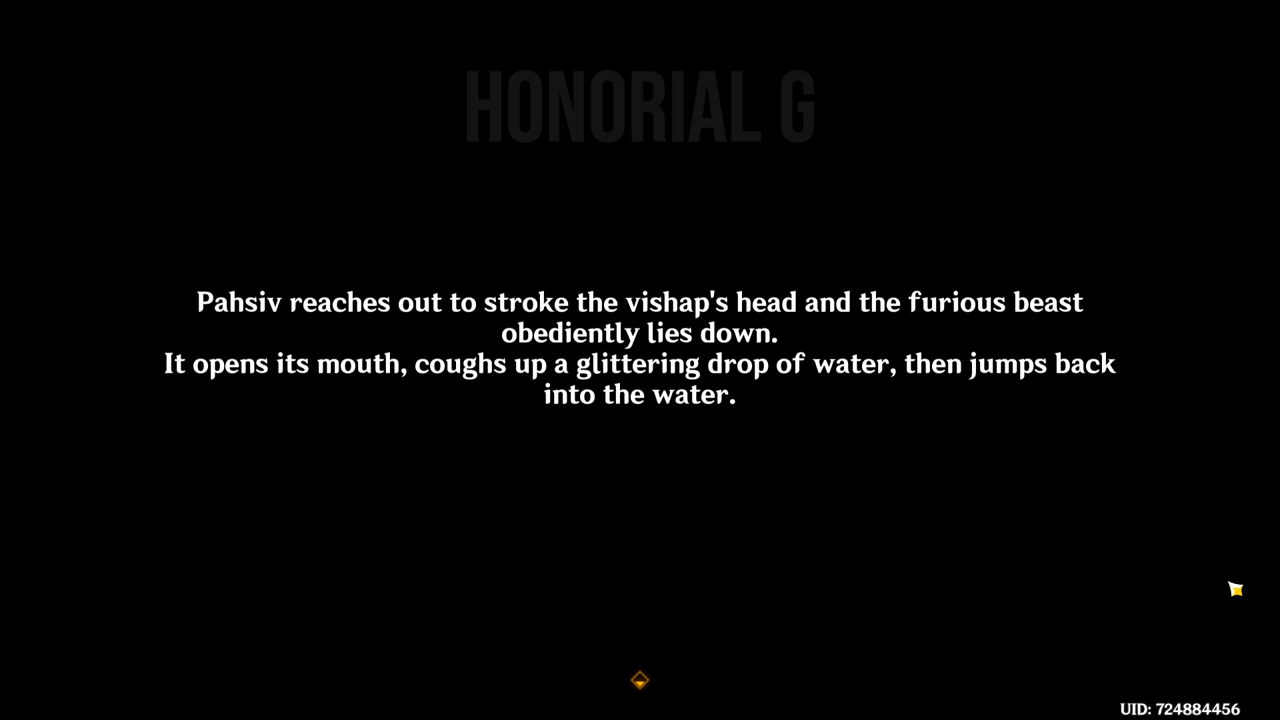 HONORIAL G
Pahsiv reaches out to stroke the vishap's head and the furious beast
obediently lies down.
It opens its mouth, coughs up a glittering drop of water, then jumps back
into the water.
UID: 724884456